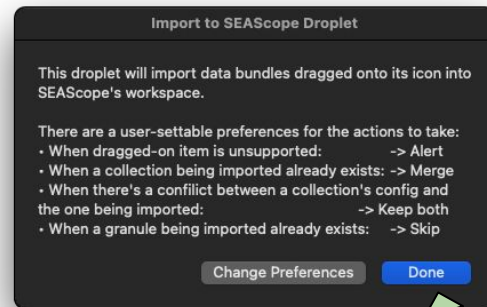 Import to SEAScope Droplet
This droplet will import data bundles dragged onto its icon into
SEAScope's workspace.
There are a user-settable preferences for the actions to take:
• When dragged-on item is unsupported: -> Alert
• When a collection being imported already exists: -> Merge
• When there's a confilict between a collection's config and
the one being imported: -> Keep both
• When a granule being imported already exists: -> Skip
Change Preferences Done